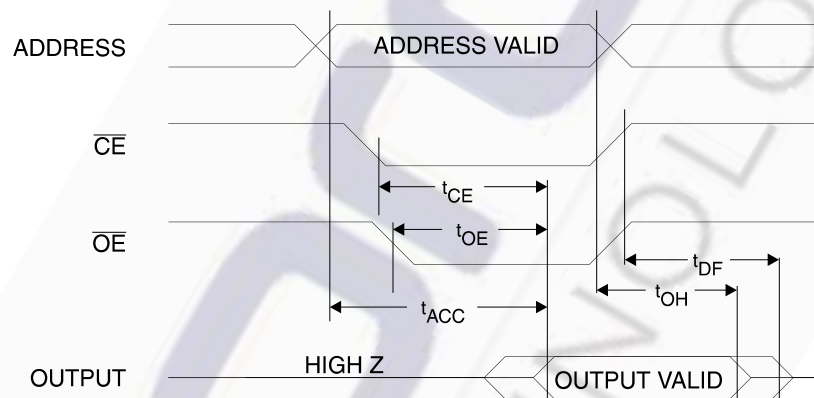 ADDRESS
ADDRESS VALID
CE
tCE
OE
tOE
tDF
tOH
tACC
HIGH Z
OUTPUT
OUTPUT VALID